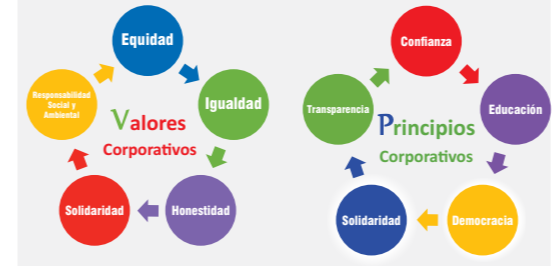 Equidad
Igualdad
Honestidad
Solidaridad
Responsabilidad
Social y
Ambiental
Valores
Corporativos
Confianza
Educación
Democracia
Solidaridad
Transparencia
Principios
Corporativos